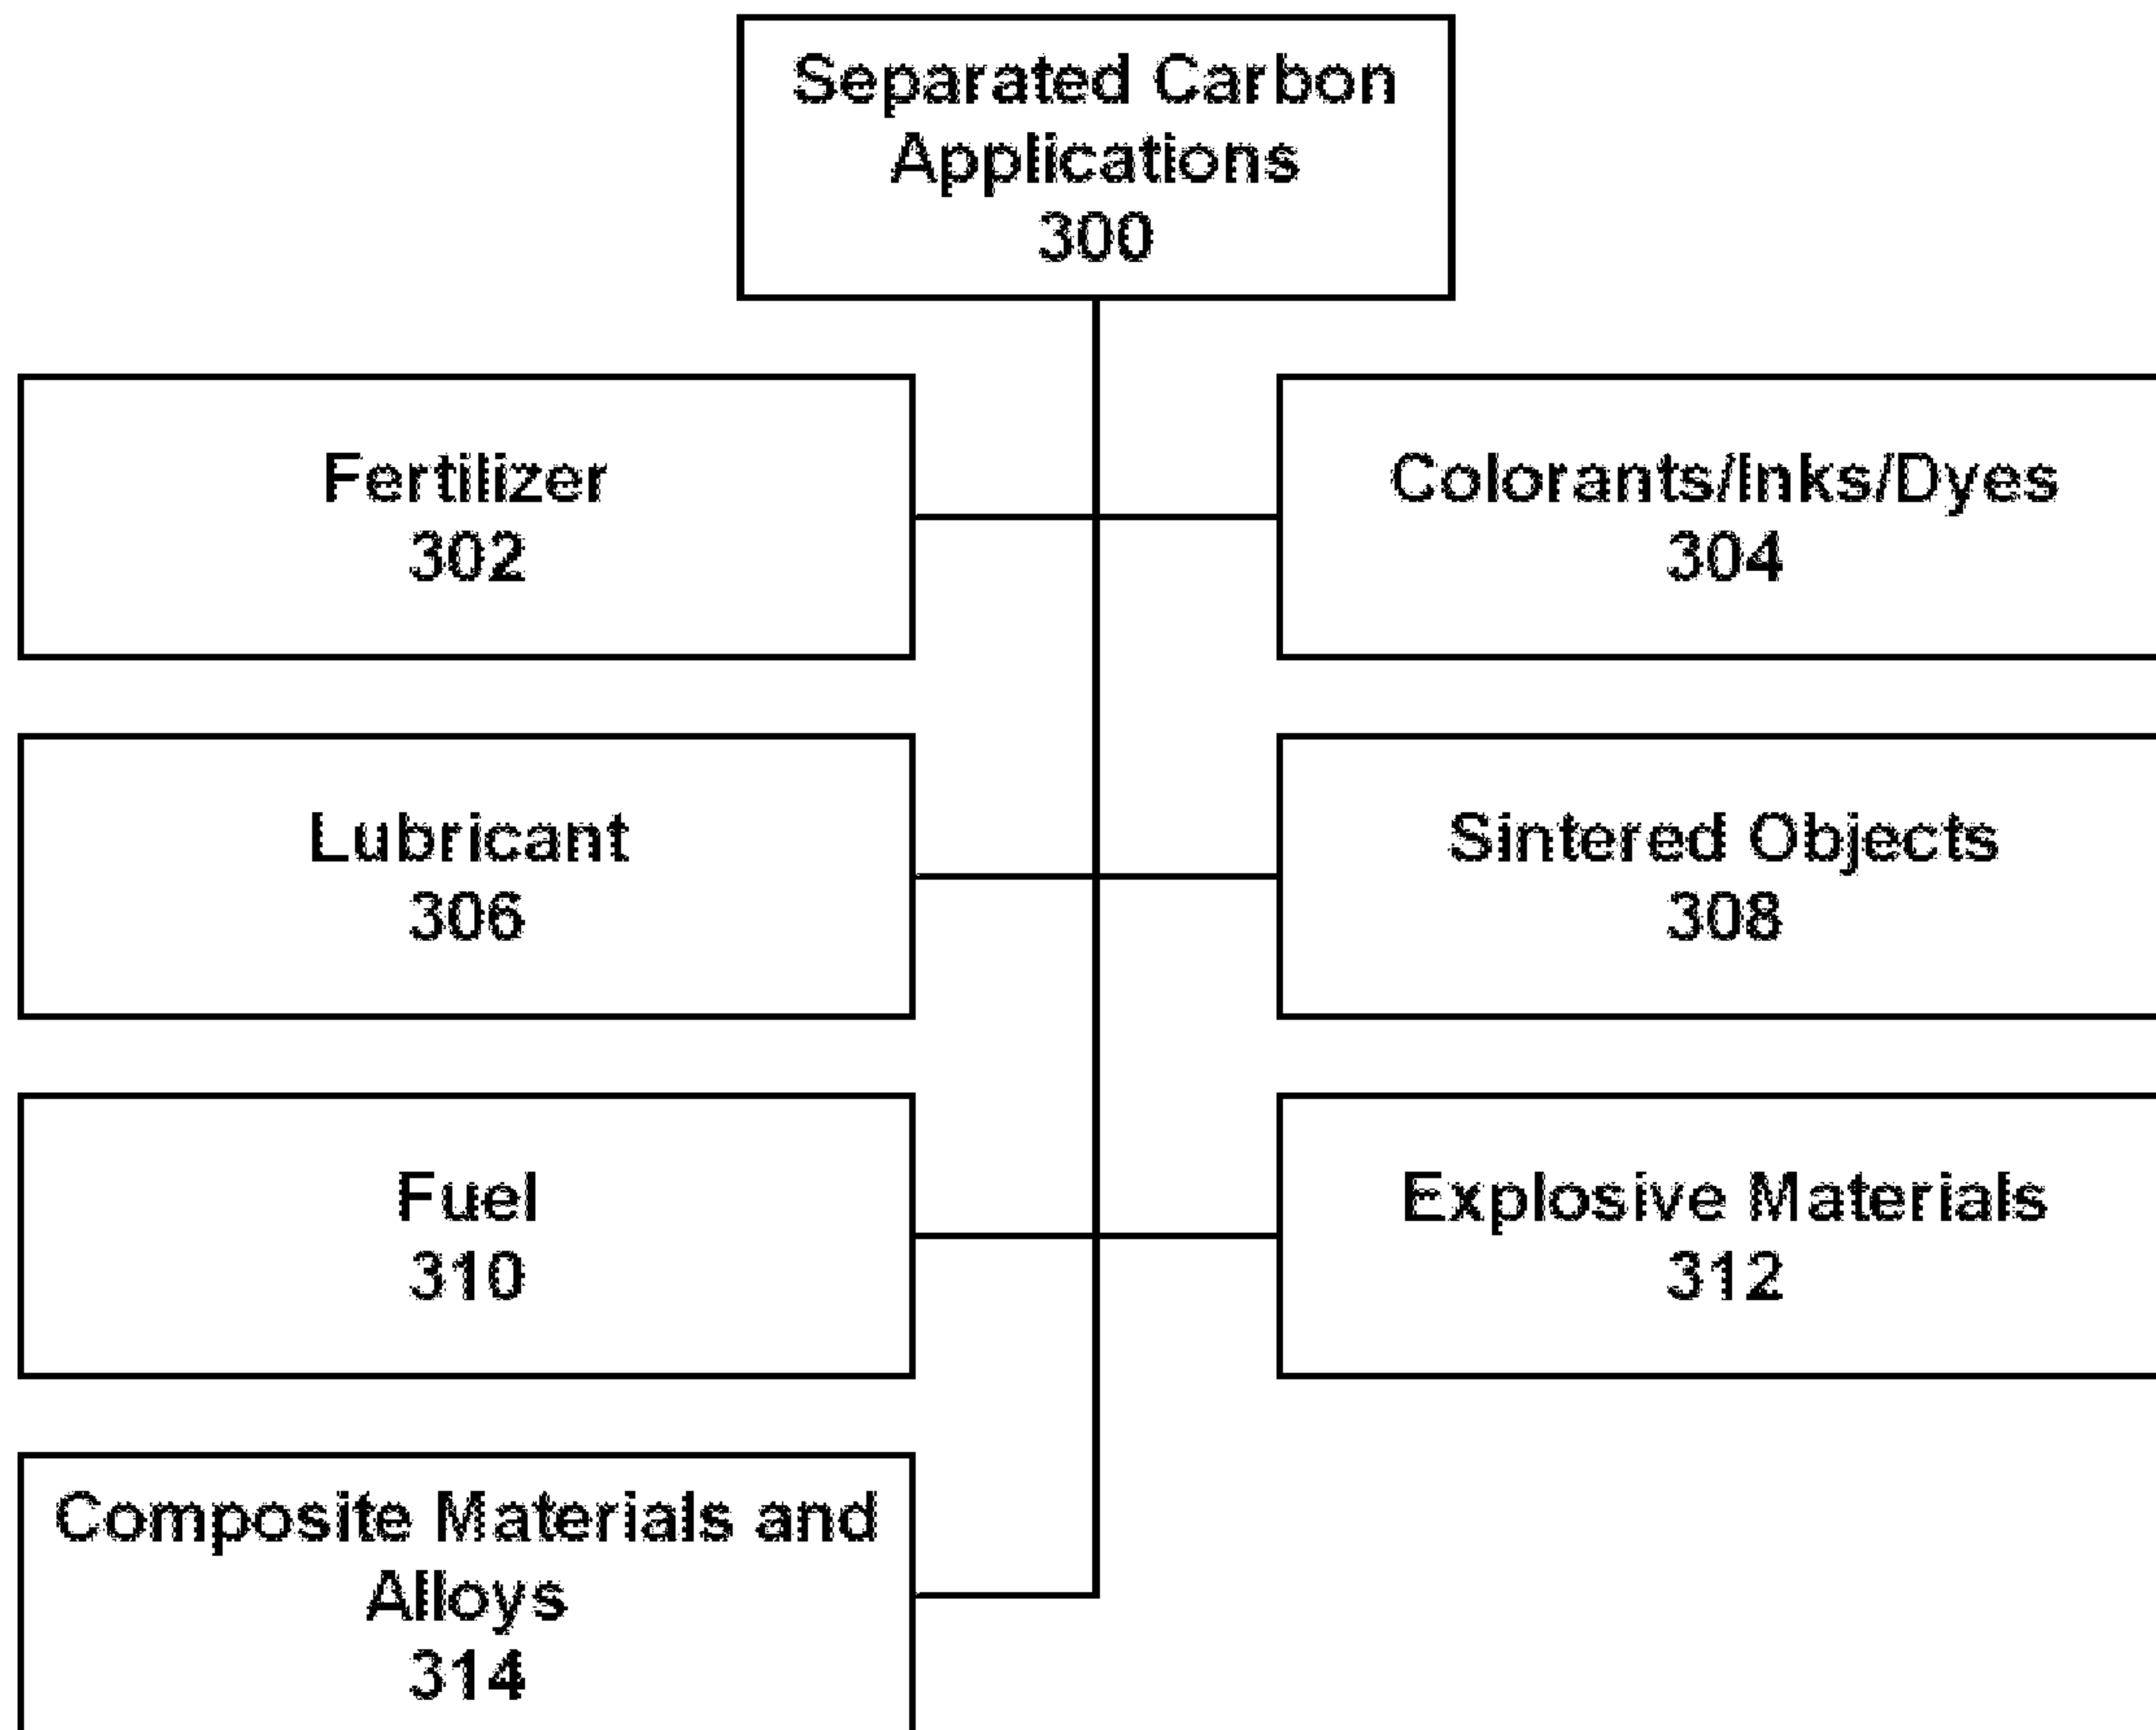 Separated Carbon
Applications
300
Fertilizer
302
Colorants/Inks/Dyes
304
Lubricant
306
Sintered Objects
308
Fuel
310
Explosive Materials
312
Composite Materials and
Alloys
314